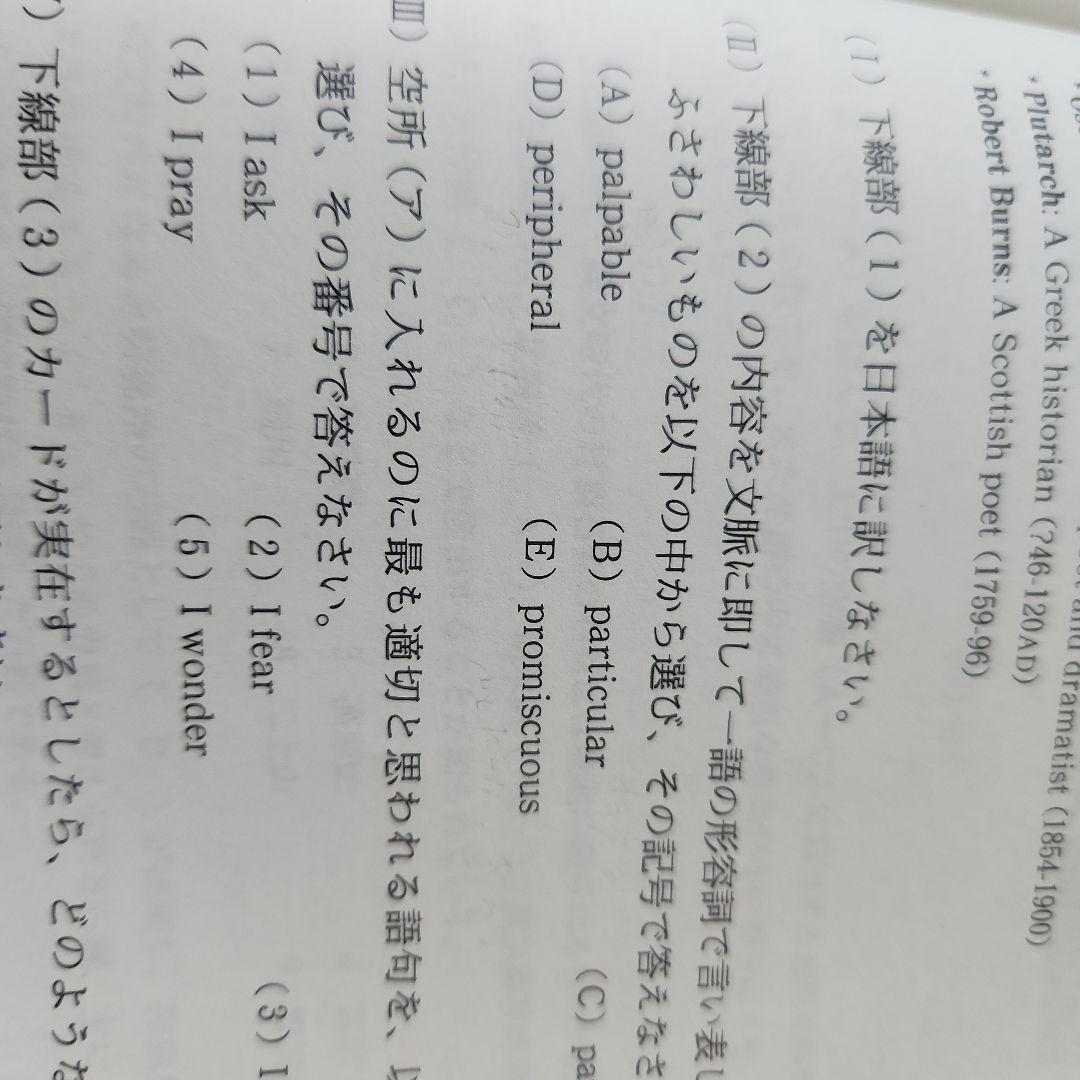 and dramatist (1854-1900)
*Plutarch: A Greek historian (?46-120AD)
*Robert Burns: A Scottish poet (1759-96)
(Ⅰ) 下線部(1)を日本語に訳しなさい。
(Ⅱ) 下線部(2)の内容を文脈に即して一語の形容詞で言い表し
ふさわしいものを以下の中から選び、その記号で答えなさ
(A) palpable (B) particular (C) pa
(D) peripheral (E) promiscuous
Ⅲ) 空所(ア)に入れるのに最も適切と思われる語句を、以
選び、その番号で答えなさい。
(1) I ask (2) I fear (3) I
(4) I pray (5) I wonder
) 下線部(3)のカードが実在するとしたら、どのような